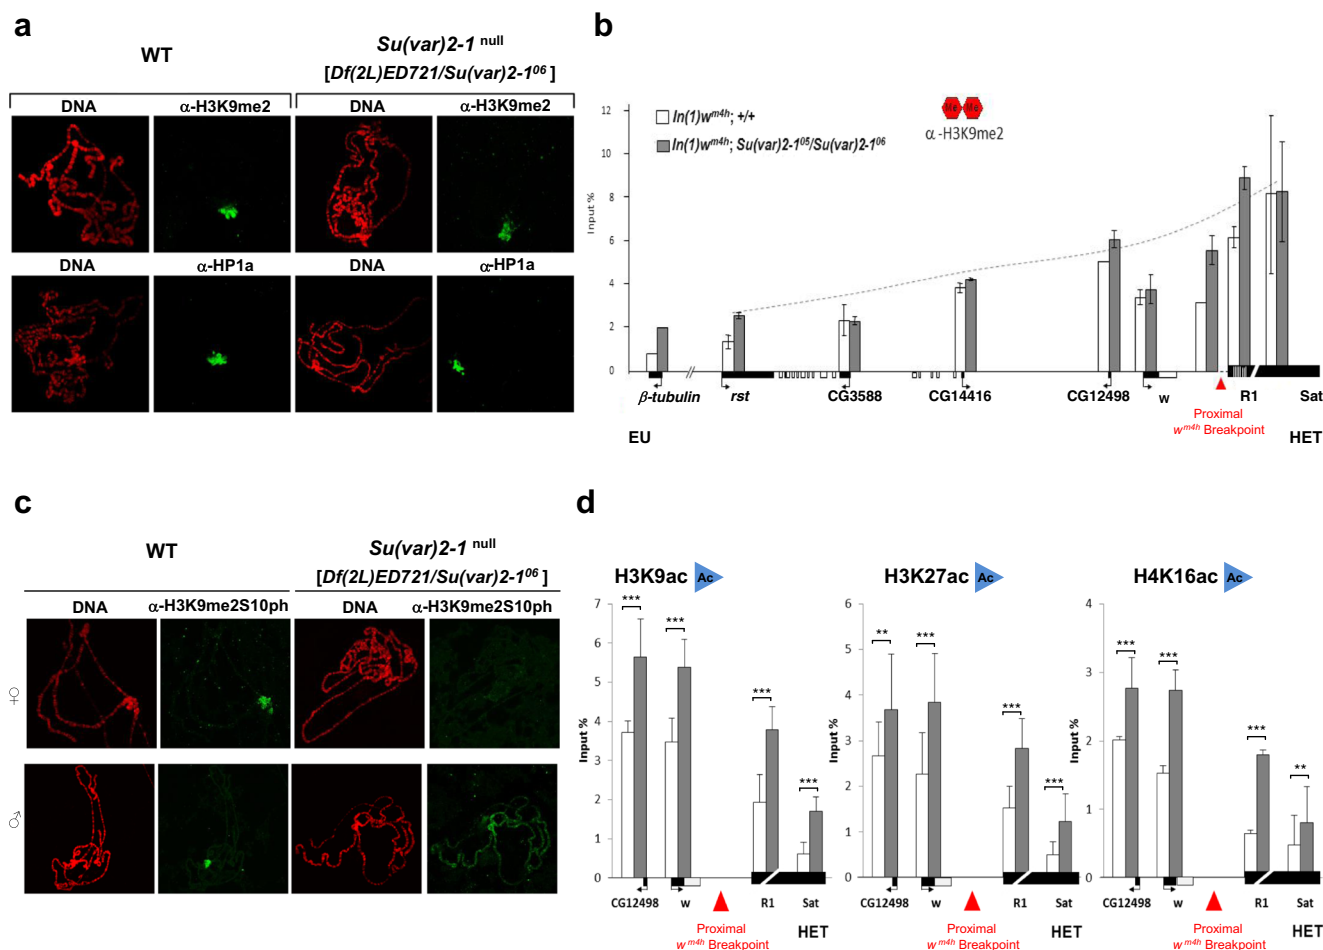 a
WT
Su(var)2-1 null
[Df(2L)ED721/Su(var)2-1⁰⁶]
DNA
α-H3K9me2
DNA
α-H3K9me2
DNA
α-HP1a
DNA
α-HP1a
b
In(1)wᵐ⁴ʰ; +/+
In(1)wᵐ⁴ʰ; Su(var)2-1⁰⁵/Su(var)2-1⁰⁶
Me Me
α-H3K9me2
Input %
12
10
8
6
4
2
0
β-tubulin
rst
CG3588
CG14416
CG12498
w
R1
Sat
Proximal
wᵐ⁴ʰ Breakpoint
EU
HET
c
WT
Su(var)2-1 null
[Df(2L)ED721/Su(var)2-1⁰⁶]
DNA
α-H3K9me2S10ph
DNA
α-H3K9me2S10ph
♀
♂
d
H3K9ac
Ac
Input %
7
6
5
4
3
2
1
0
***
***
***
***
CG12498
w
R1
Sat
Proximal
wᵐ⁴ʰ Breakpoint
HET
H3K27ac
Ac
Input %
6
5
4
3
2
1
0
**
***
***
***
CG12498
w
R1
Sat
Proximal
wᵐ⁴ʰ Breakpoint
HET
H4K16ac
Ac
Input %
4
3
2
1
0
***
***
***
**
CG12498
w
R1
Sat
Proximal
wᵐ⁴ʰ Breakpoint
HET